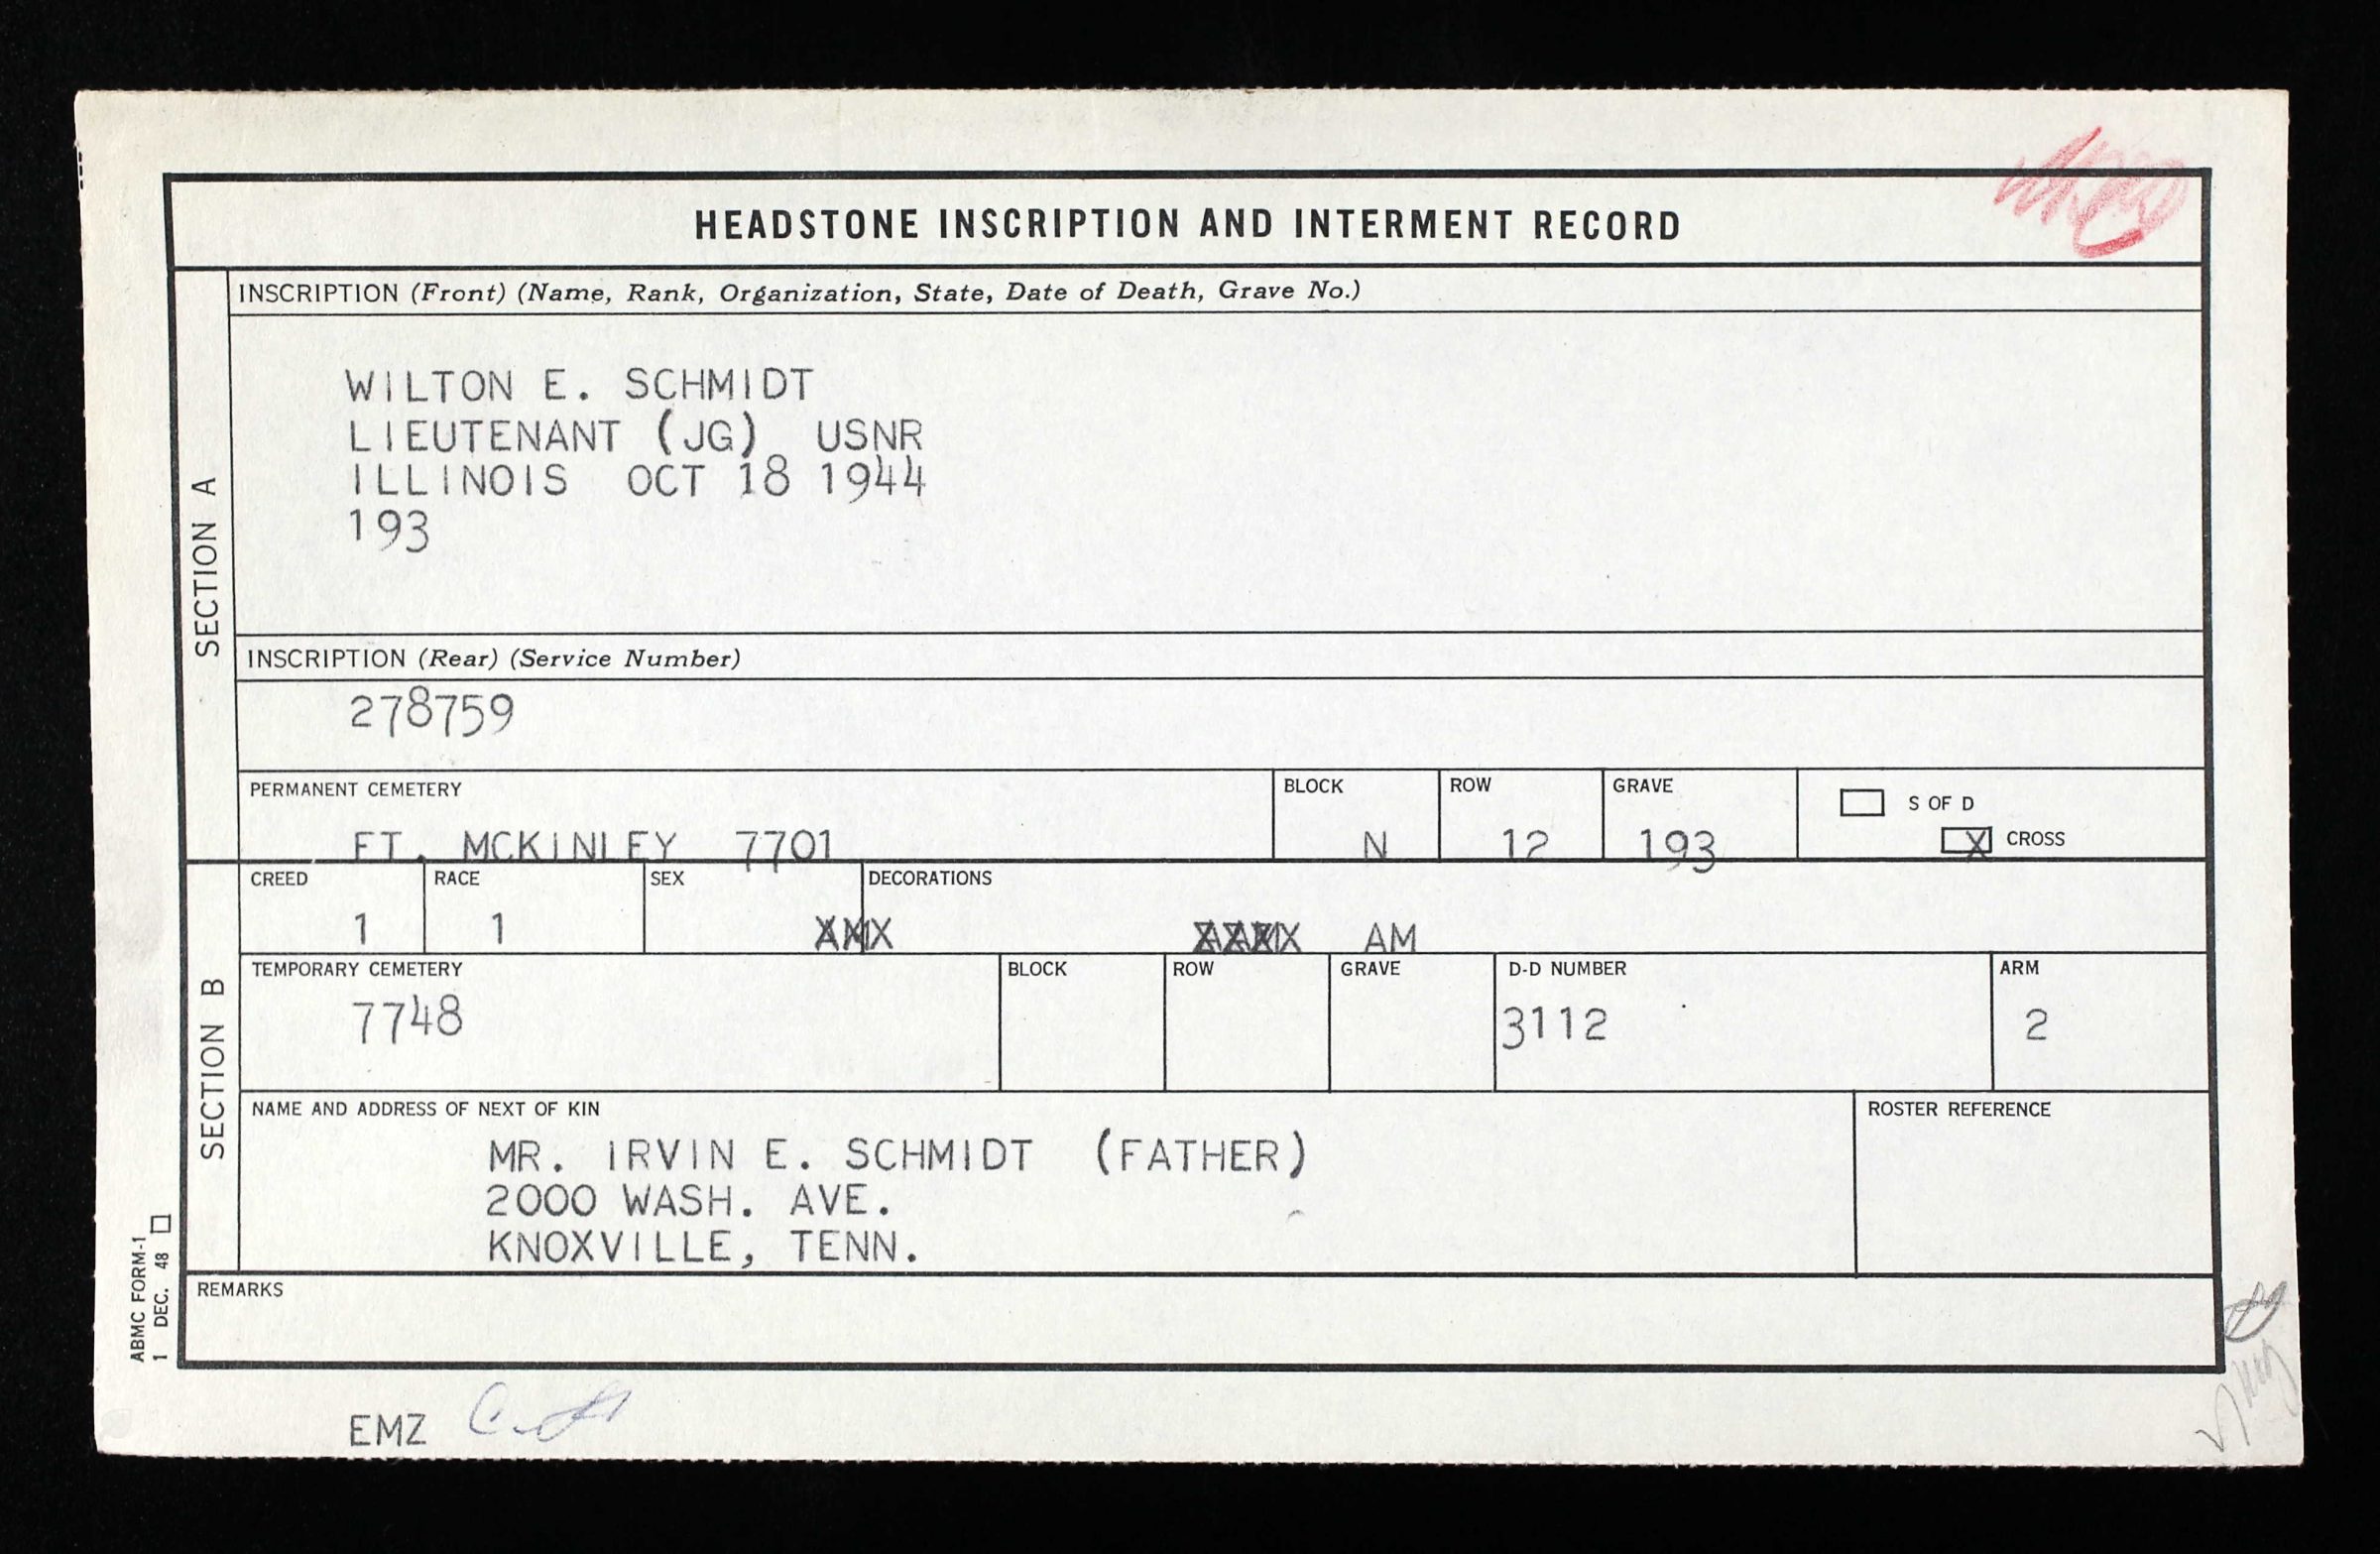 HEADSTONE INSCRIPTION AND INTERMENT RECORD
SECTION A
INSCRIPTION (Front) (Name, Rank, Organization, State, Date of Death, Grave No.)
WILTON E. SCHMIDT
LIEUTENANT (JG) USNR
ILLINOIS OCT 18 1944
193
INSCRIPTION (Rear) (Service Number)
278759
PERMANENT CEMETERY BLOCK ROW GRAVE
S OF D
FT. MCKINLEY 7701 N 12 193 X CROSS
SECTION B
CREED RACE SEX DECORATIONS
1 1 AM
TEMPORARY CEMETERY BLOCK ROW GRAVE D-D NUMBER ARM
7748 3112 2
NAME AND ADDRESS OF NEXT OF KIN ROSTER REFERENCE
MR. IRVIN E. SCHMIDT (FATHER)
2000 WASH. AVE.
KNOXVILLE, TENN.
REMARKS
ABMC FORM-1
1 DEC. 48
EMZ